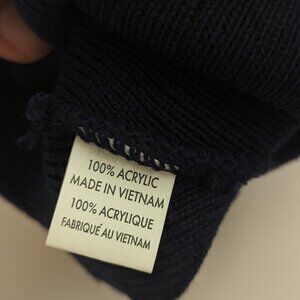 100% ACRYLIC
MADE IN VIETNAM
100% ACRYLIQUE
FABRIQUÉ AU VIETNAM